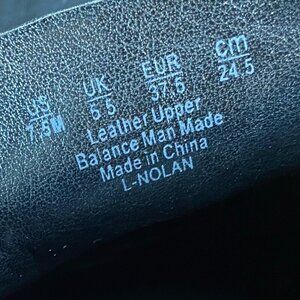 US UK EUR cm
7.5M 5.5 37.5 24.5
Leather Upper
Balance Man Made
Made in China
L-NOLAN